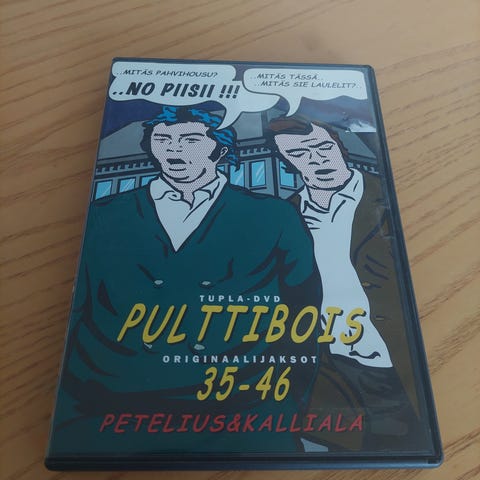 ..MITÄS PAHVIHOUSU?
..NO PIISII !!!
..MITÄS TÄSSÄ..
..MITÄS SIE LAULELIT?..
TUPLA-DVD
PULTTIBOIS
ORIGINAALIJAKSOT
35-46
PETELIUS&KALLIALA